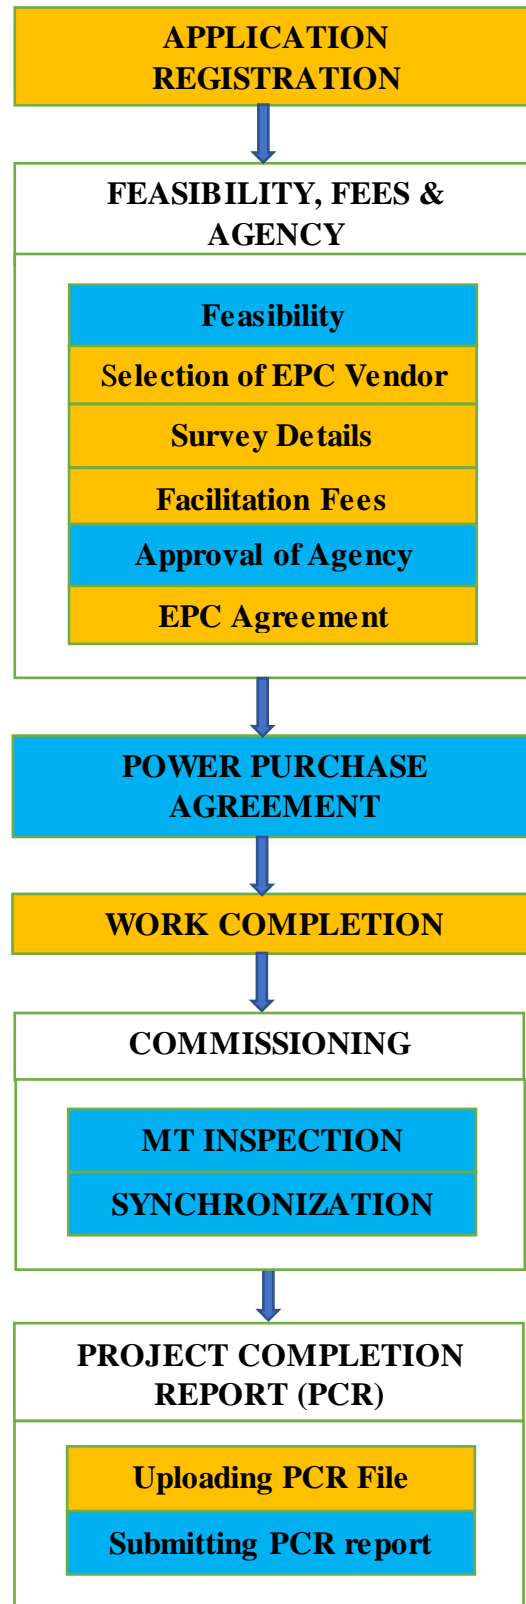 APPLICATION
REGISTRATION
FEASIBILITY, FEES &
AGENCY
Feasibility
Selection of EPC Vendor
Survey Details
Facilitation Fees
Approval of Agency
EPC Agreement
POWER PURCHASE
AGREEMENT
WORK COMPLETION
COMMISSIONING
MT INSPECTION
SYNCHRONIZATION
PROJECT COMPLETION
REPORT (PCR)
Uploading PCR File
Submitting PCR report